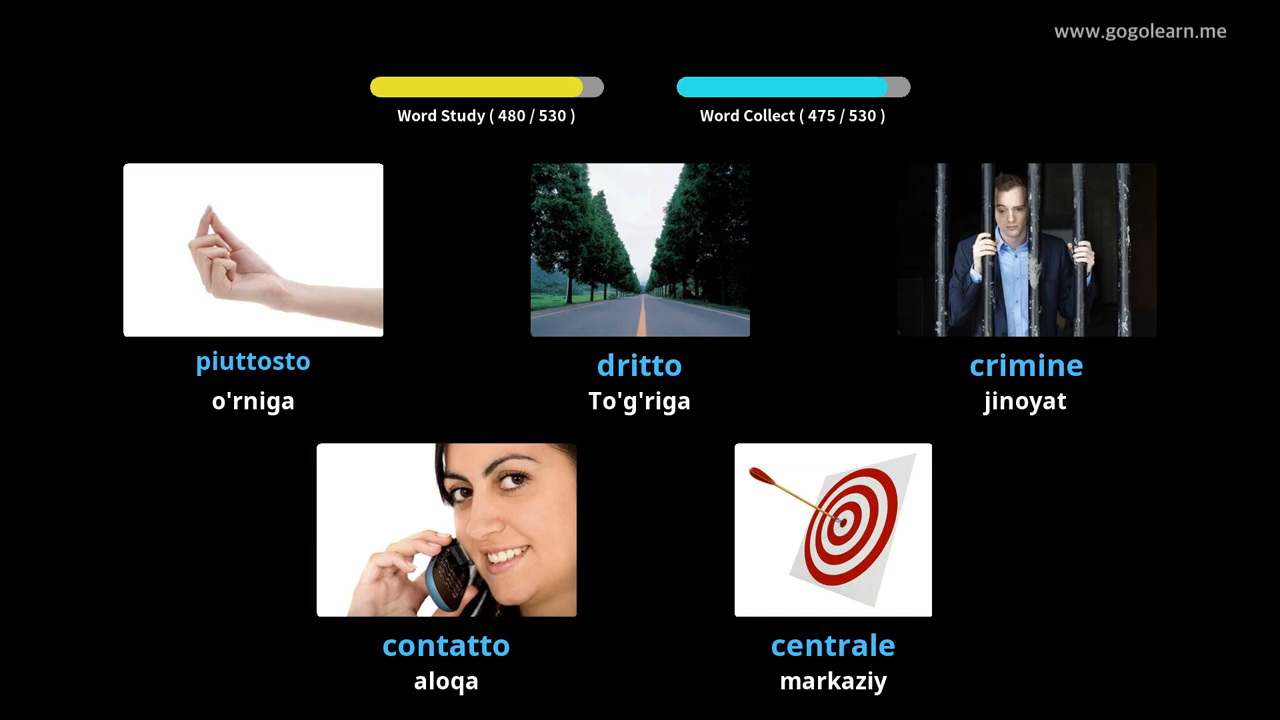 www.gogolearn.me
Word Study ( 480 / 530 )
Word Collect ( 475 / 530 )
piuttosto
o'rniga
dritto
To'g'riga
crimine
jinoyat
contatto
aloqa
centrale
markaziy